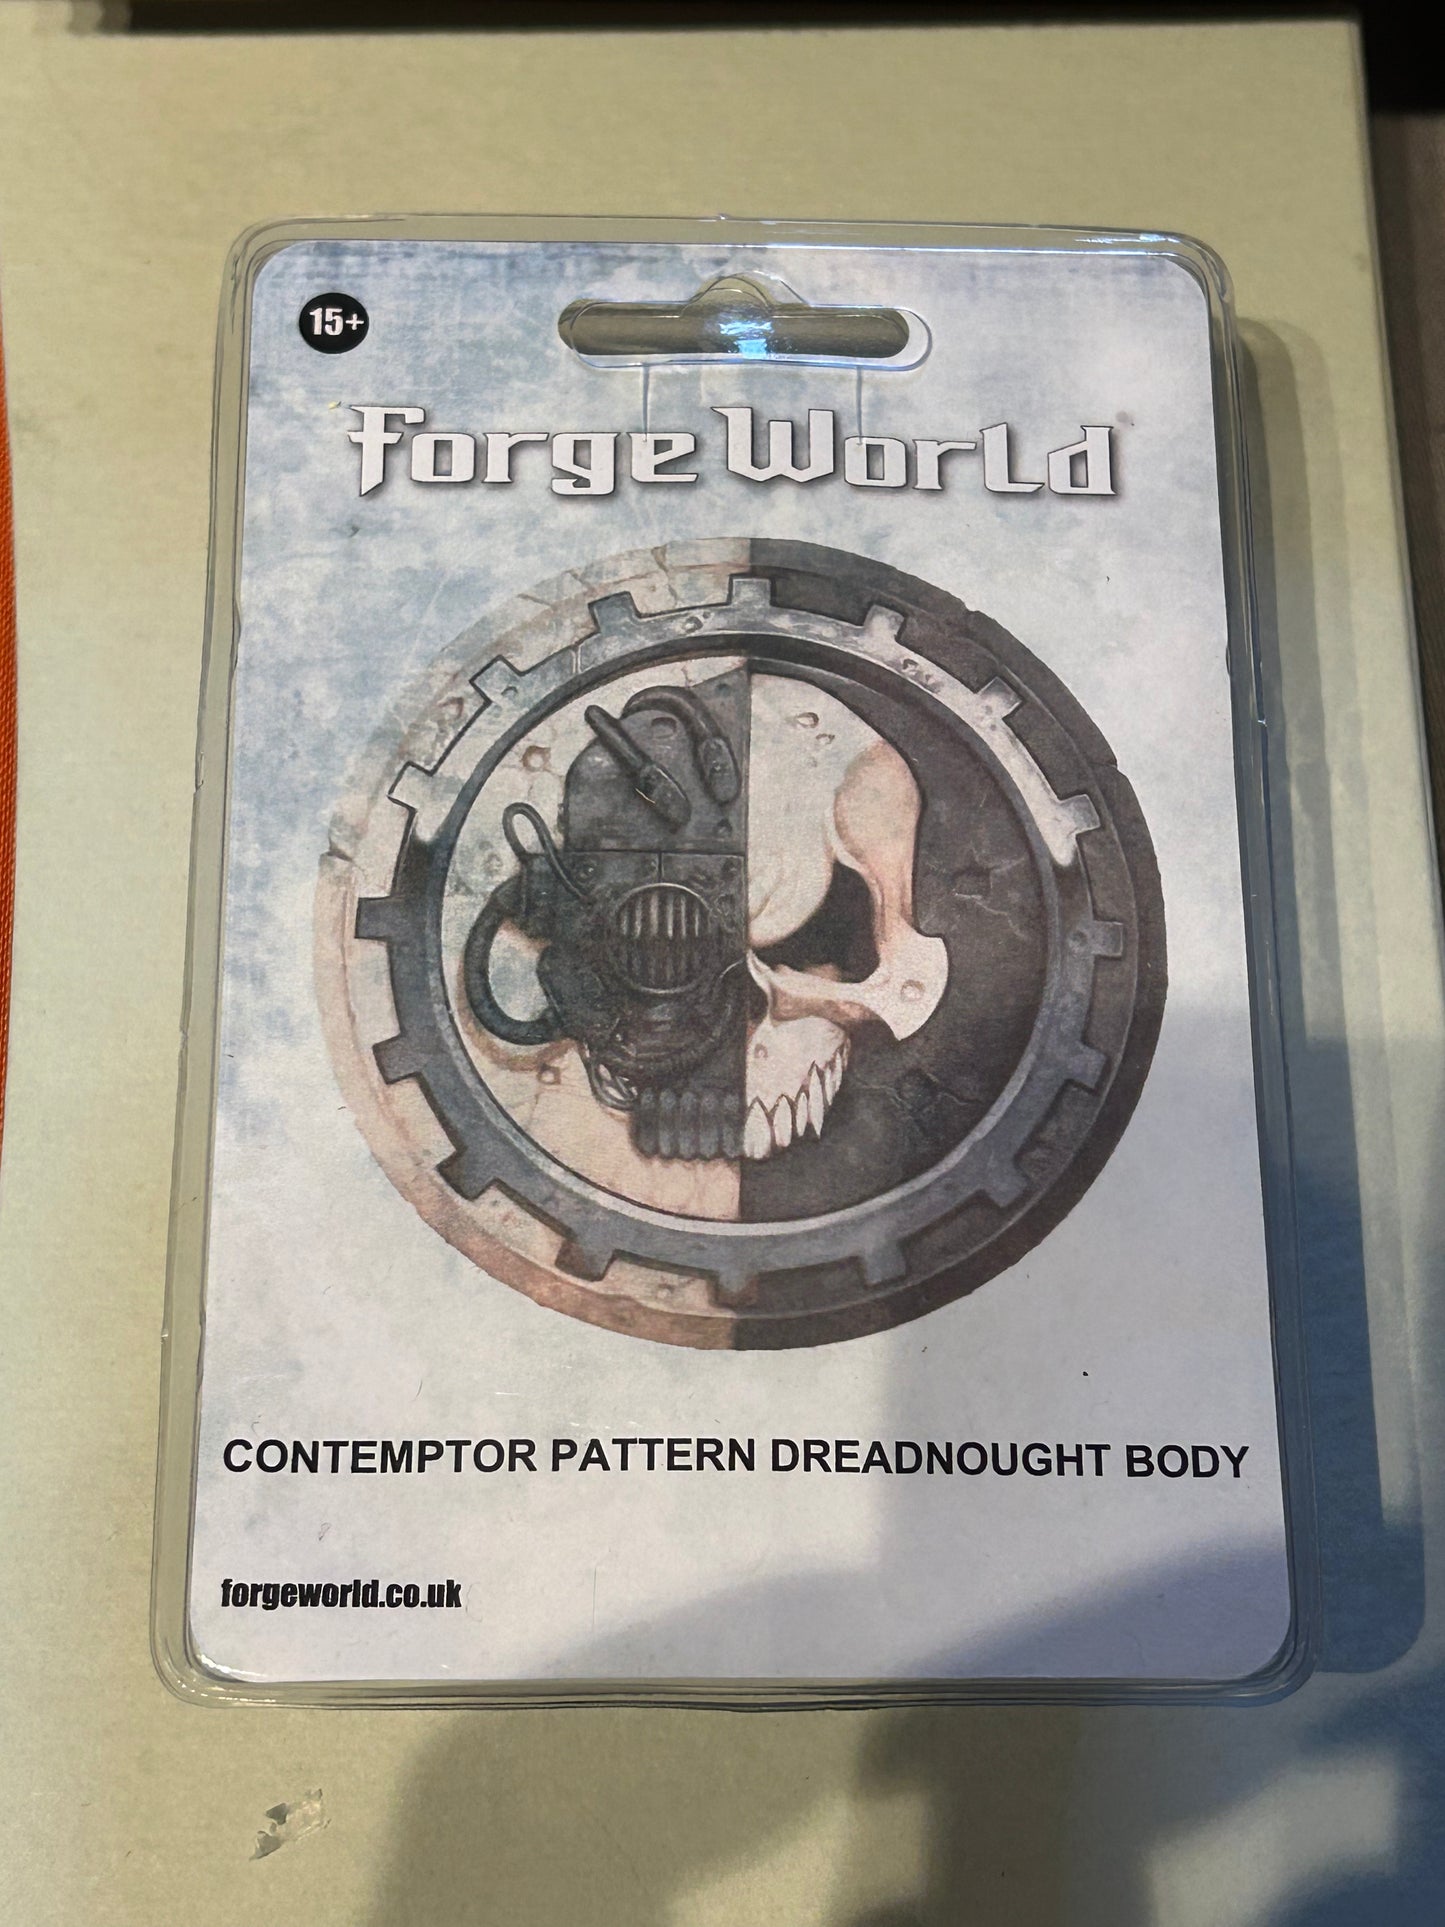 15+
Forge World
CONTEMPTOR PATTERN DREADNOUGHT BODY
forgeworld.co.uk